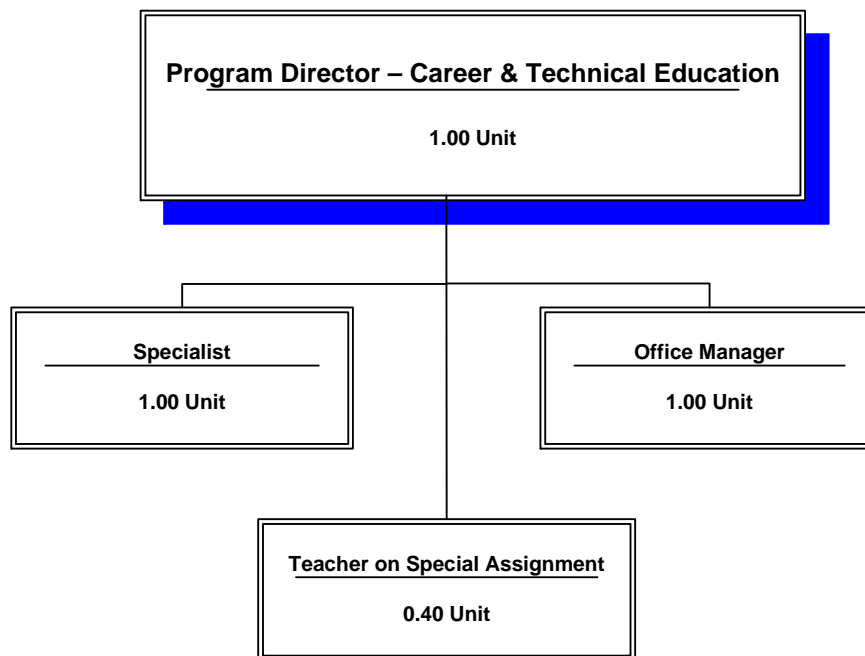 Program Director – Career & Technical Education
1.00 Unit
Specialist
1.00 Unit
Office Manager
1.00 Unit
Teacher on Special Assignment
0.40 Unit